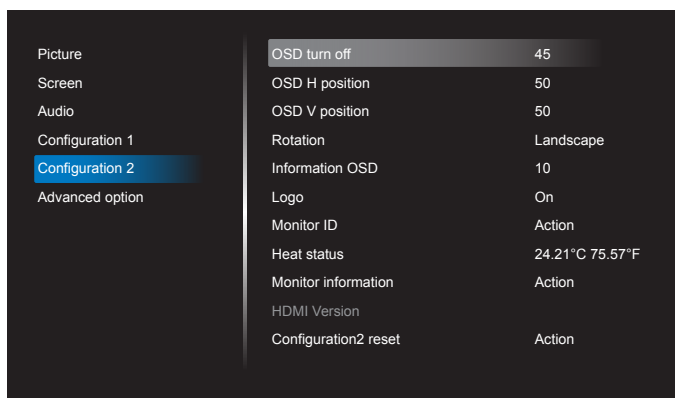 Picture
Screen
Audio
Configuration 1
Configuration 2
Advanced option
OSD turn off 45
OSD H position 50
OSD V position 50
Rotation Landscape
Information OSD 10
Logo On
Monitor ID Action
Heat status 24.21°C 75.57°F
Monitor information Action
HDMI Version
Configuration2 reset Action